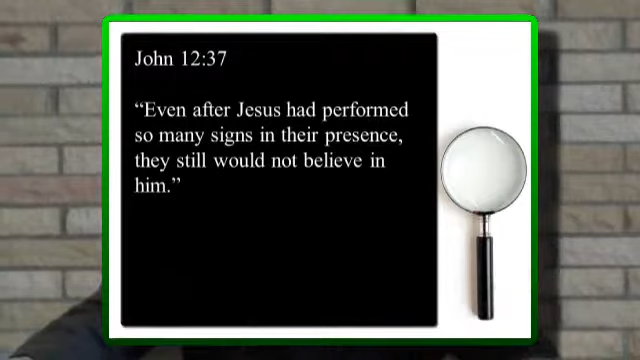 John 12:37
“Even after Jesus had performed
so many signs in their presence,
they still would not believe in
him.”